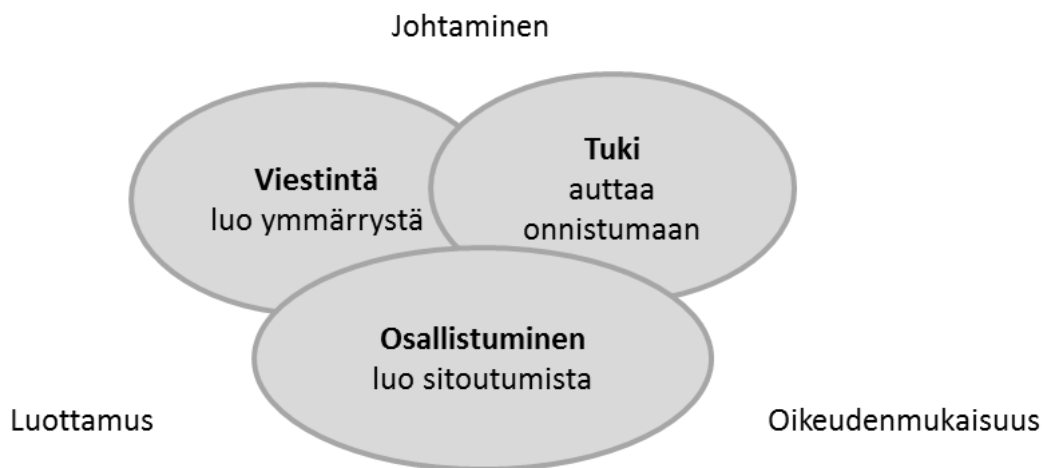 Johtaminen
Viestintä
luo ymmärrystä
Tuki
auttaa
onnistumaan
Osallistuminen
luo sitoutumista
Luottamus
Oikeudenmukaisuus